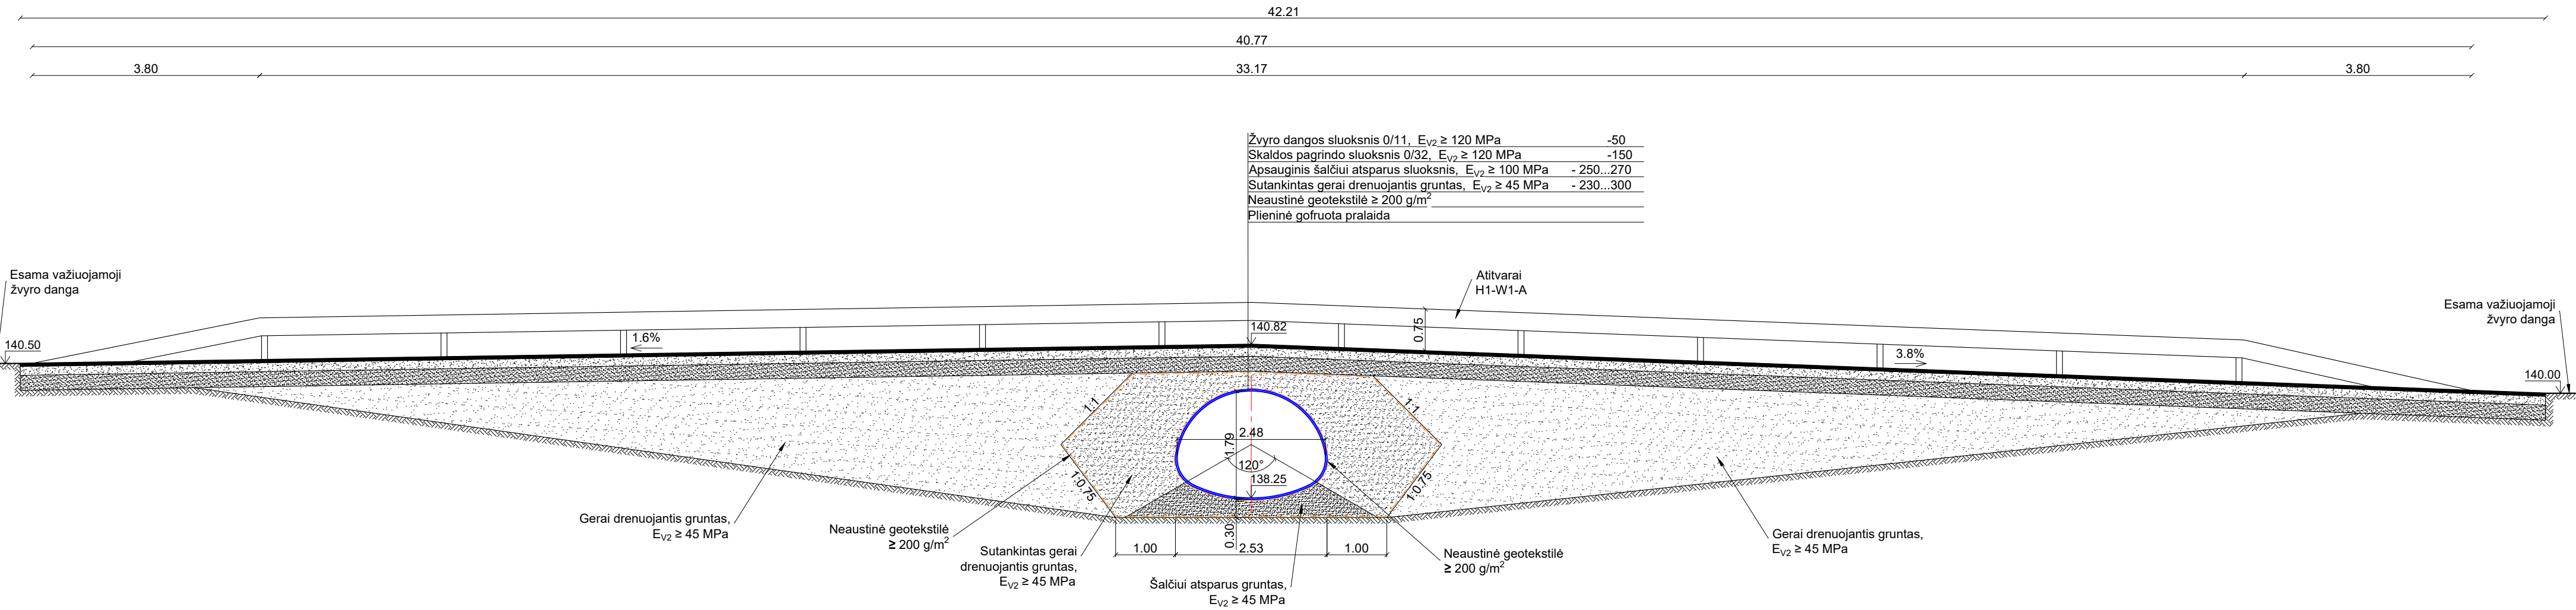 42.21
40.77
3.80
33.17
3.80
Žvyro dangos sluoksnis 0/11, EV2 ≥ 120 MPa -50
Skaldos pagrindo sluoksnis 0/32, EV2 ≥ 120 MPa -150
Apsauginis šalčiui atsparus sluoksnis, EV2 ≥ 100 MPa - 250...270
Sutankintas gerai drenuojantis gruntas, EV2 ≥ 45 MPa - 230...300
Neaustinė geotekstilė ≥ 200 g/m2
Plieninė gofruota pralaida
Esama važiuojamoji
žvyro danga
Atitvarai
H1-W1-A
Esama važiuojamoji
žvyro danga
140.50
1.6%
140.82
0.75
3.8%
140.00
1:1
1:1
2.48
1.79
120°
138.25
1:0.75
1:0.75
Gerai drenuojantis gruntas,
EV2 ≥ 45 MPa
Neaustinė geotekstilė
≥ 200 g/m2
Sutankintas gerai
drenuojantis gruntas,
EV2 ≥ 45 MPa
1.00
0.30
2.53
1.00
Šalčiui atsparus gruntas,
EV2 ≥ 45 MPa
Neaustinė geotekstilė
≥ 200 g/m2
Gerai drenuojantis gruntas,
EV2 ≥ 45 MPa